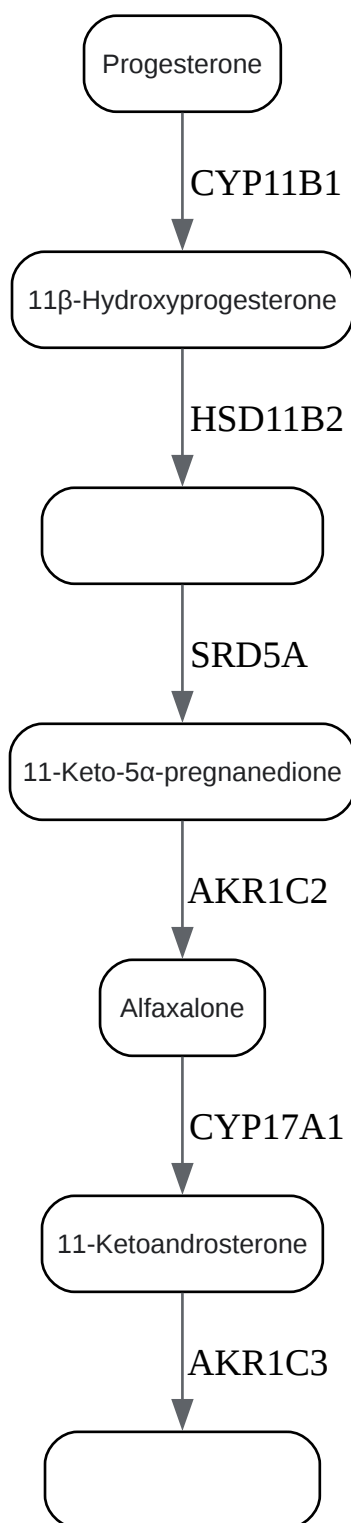 Progesterone
CYP11B1
11β-Hydroxyprogesterone
HSD11B2
SRD5A
11-Keto-5α-pregnanedione
AKR1C2
Alfaxalone
CYP17A1
11-Ketoandrosterone
AKR1C3